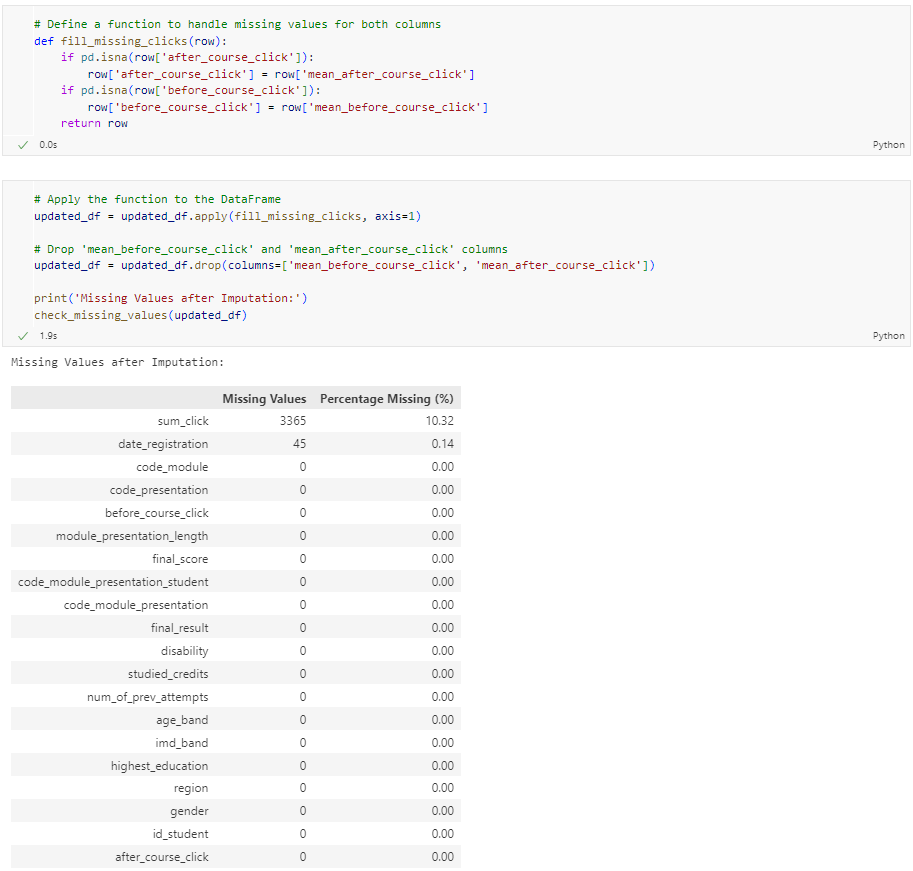 # Define a function to handle missing values for both columns
def fill_missing_clicks(row):
    if pd.isna(row['after_course_click']):
        row['after_course_click'] = row['mean_after_course_click']
    if pd.isna(row['before_course_click']):
        row['before_course_click'] = row['mean_before_course_click']
    return row
✓ 0.0s Python
# Apply the function to the DataFrame
updated_df = updated_df.apply(fill_missing_clicks, axis=1)

# Drop 'mean_before_course_click' and 'mean_after_course_click' columns
updated_df = updated_df.drop(columns=['mean_before_course_click', 'mean_after_course_click'])

print('Missing Values after Imputation:')
check_missing_values(updated_df)
✓ 1.9s Python
Missing Values after Imputation:
Missing Values Percentage Missing (%)
sum_click 3365 10.32
date_registration 45 0.14
code_module 0 0.00
code_presentation 0 0.00
before_course_click 0 0.00
module_presentation_length 0 0.00
final_score 0 0.00
code_module_presentation_student 0 0.00
code_module_presentation 0 0.00
final_result 0 0.00
disability 0 0.00
studied_credits 0 0.00
num_of_prev_attempts 0 0.00
age_band 0 0.00
imd_band 0 0.00
highest_education 0 0.00
region 0 0.00
gender 0 0.00
id_student 0 0.00
after_course_click 0 0.00